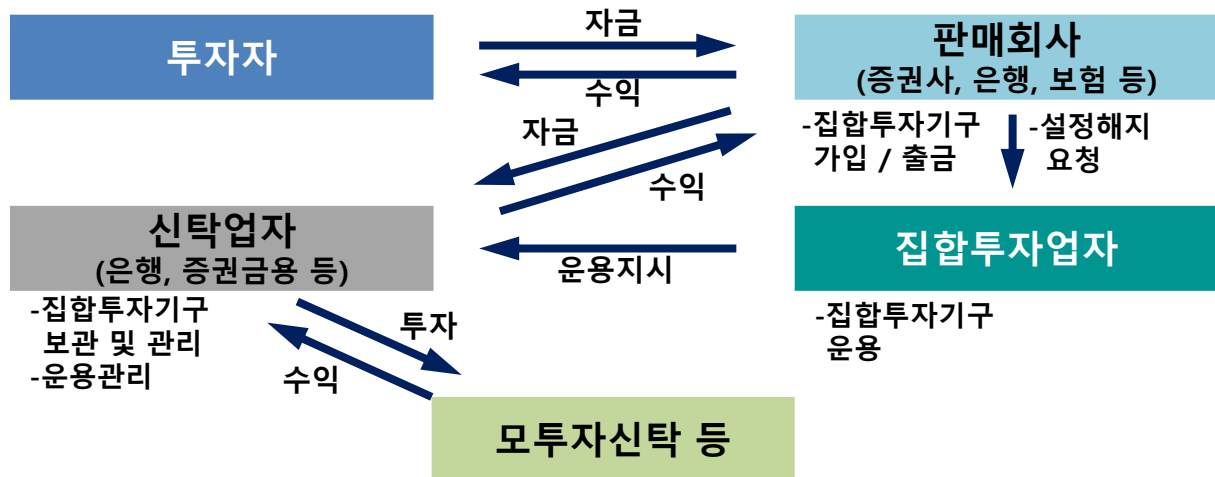 투자자
자금
수익
판매회사
(증권사, 은행, 보험 등)
자금
수익
-집합투자기구
가입 / 출금
-설정해지
요청
신탁업자
(은행, 증권금융 등)
운용지시
집합투자업자
-집합투자기구
보관 및 관리
-운용관리
투자
수익
-집합투자기구
운용
모투자신탁 등